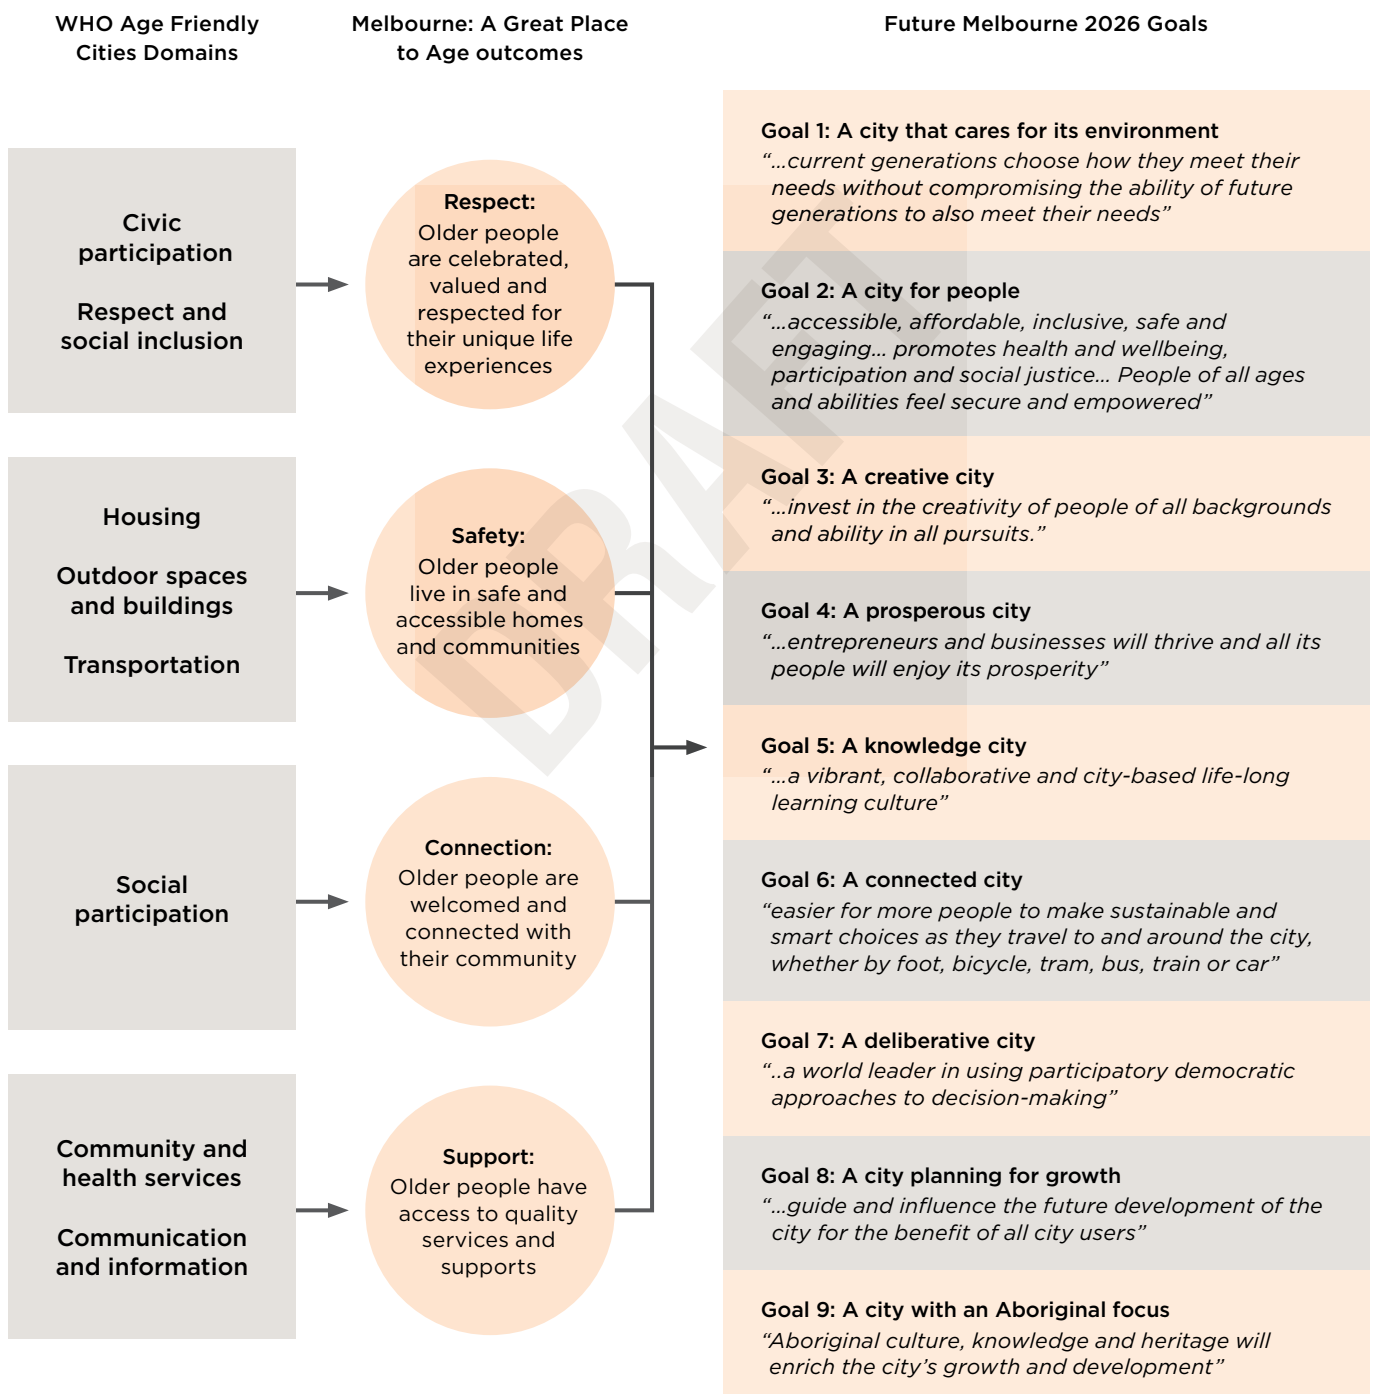 WHO Age Friendly
Cities Domains
Melbourne: A Great Place
to Age outcomes
Future Melbourne 2026 Goals
Civic
participation
Respect and
social inclusion
Housing
Outdoor spaces
and buildings
Transportation
Social
participation
Community and
health services
Communication
and information
Respect:
Older people
are celebrated,
valued and
respected for
their unique life
experiences
Safety:
Older people
live in safe and
accessible homes
and communities
Connection:
Older people are
welcomed and
connected with
their community
Support:
Older people have
access to quality
services and
supports
Goal 1: A city that cares for its environment
“...current generations choose how they meet their
needs without compromising the ability of future
generations to also meet their needs”
Goal 2: A city for people
“...accessible, affordable, inclusive, safe and
engaging... promotes health and wellbeing,
participation and social justice... People of all ages
and abilities feel secure and empowered”
Goal 3: A creative city
“...invest in the creativity of people of all backgrounds
and ability in all pursuits.”
Goal 4: A prosperous city
“...entrepreneurs and businesses will thrive and all its
people will enjoy its prosperity”
Goal 5: A knowledge city
“...a vibrant, collaborative and city-based life-long
learning culture”
Goal 6: A connected city
“easier for more people to make sustainable and
smart choices as they travel to and around the city,
whether by foot, bicycle, tram, bus, train or car”
Goal 7: A deliberative city
“..a world leader in using participatory democratic
approaches to decision-making”
Goal 8: A city planning for growth
“...guide and influence the future development of the
city for the benefit of all city users”
Goal 9: A city with an Aboriginal focus
“Aboriginal culture, knowledge and heritage will
enrich the city’s growth and development”
DRAFT